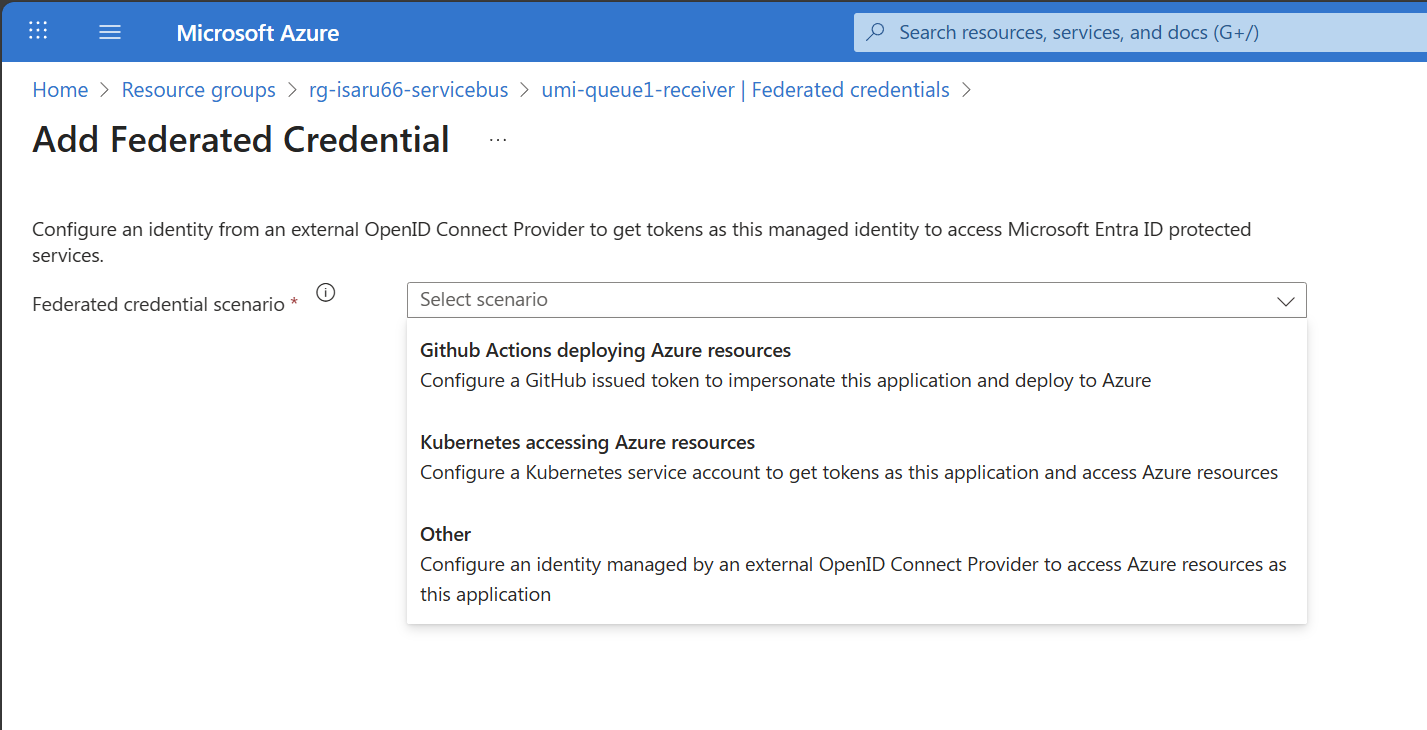 Microsoft Azure
Search resources, services, and docs (G+/)
Home > Resource groups > rg-isaru66-servicebus > umi-queue1-receiver | Federated credentials >
Add Federated Credential ...
Configure an identity from an external OpenID Connect Provider to get tokens as this managed identity to access Microsoft Entra ID protected
services.
Federated credential scenario *
Select scenario
Github Actions deploying Azure resources
Configure a GitHub issued token to impersonate this application and deploy to Azure
Kubernetes accessing Azure resources
Configure a Kubernetes service account to get tokens as this application and access Azure resources
Other
Configure an identity managed by an external OpenID Connect Provider to access Azure resources as
this application